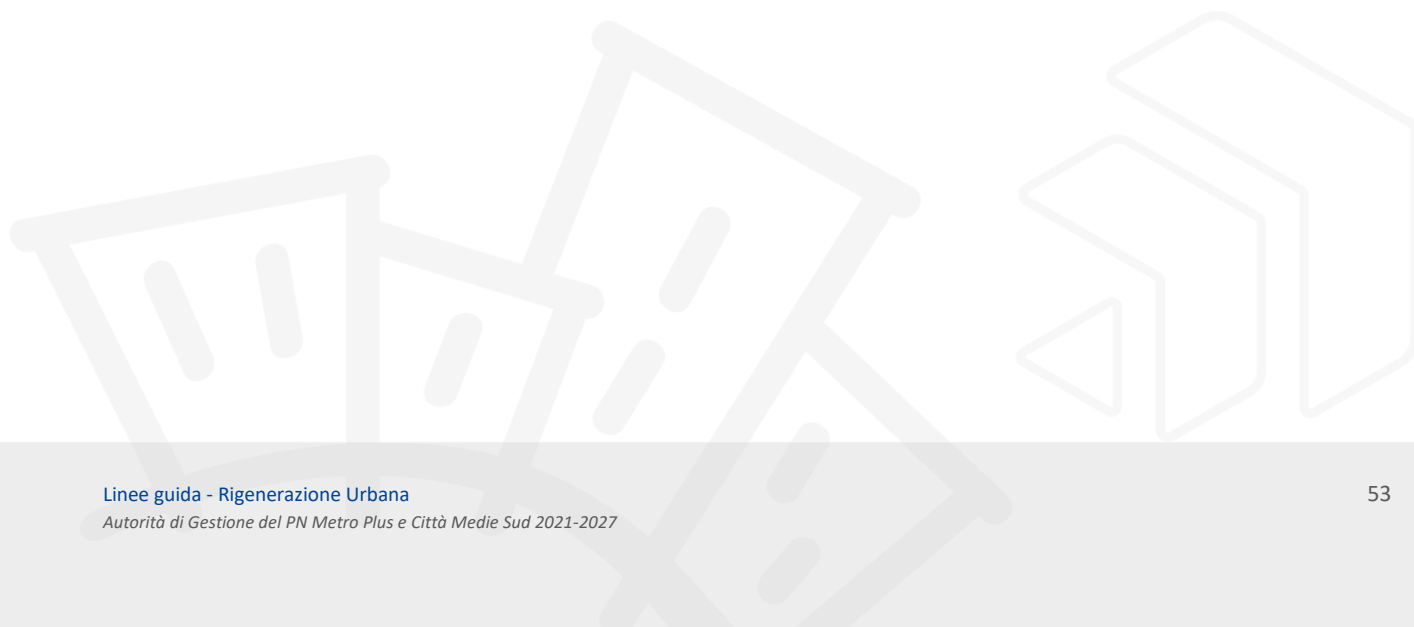 Linee guida - Rigenerazione Urbana
53
Autorità di Gestione del PN Metro Plus e Città Medie Sud 2021-2027